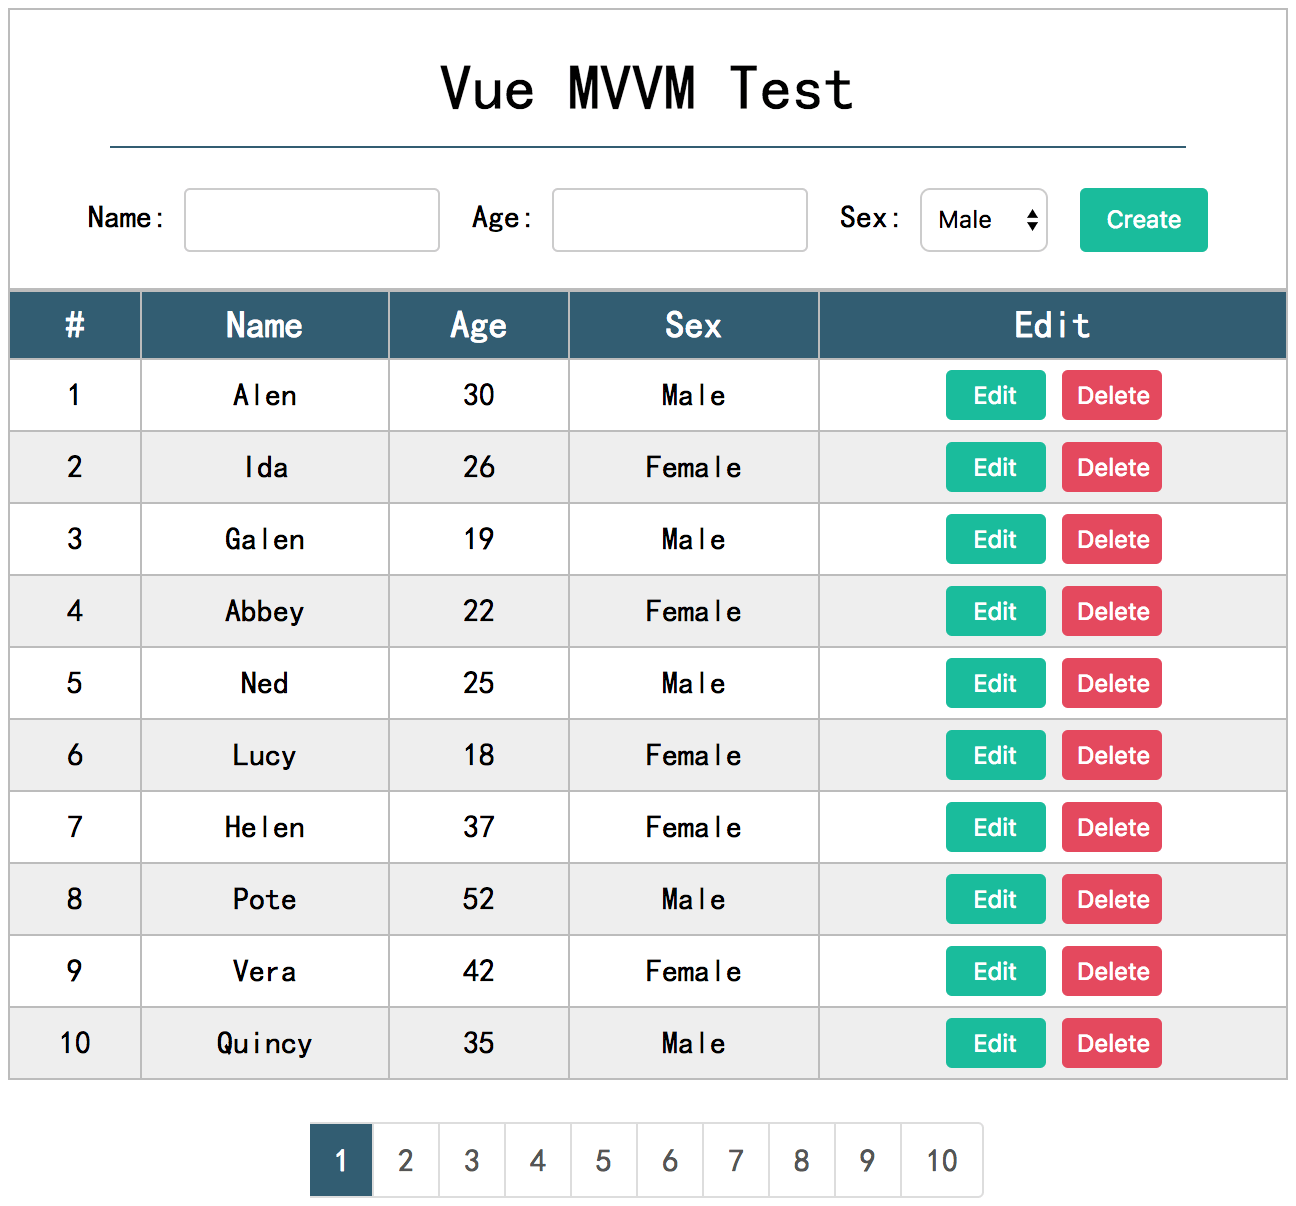 Vue MVVM Test
Name: Age: Sex: Male Create
# Name Age Sex Edit
1 Alen 30 Male Edit Delete
2 Ida 26 Female Edit Delete
3 Galen 19 Male Edit Delete
4 Abbey 22 Female Edit Delete
5 Ned 25 Male Edit Delete
6 Lucy 18 Female Edit Delete
7 Helen 37 Female Edit Delete
8 Pote 52 Male Edit Delete
9 Vera 42 Female Edit Delete
10 Quincy 35 Male Edit Delete
1 2 3 4 5 6 7 8 9 10